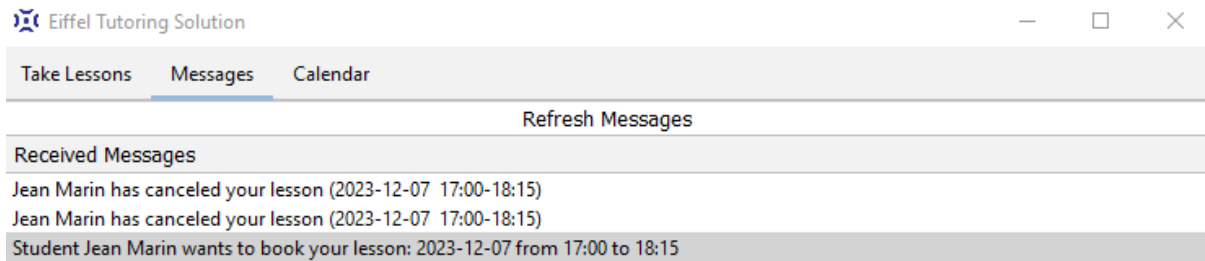 Eiffel Tutoring Solution
Take Lessons Messages Calendar
Refresh Messages
Received Messages
Jean Marin has canceled your lesson (2023-12-07 17:00-18:15)
Jean Marin has canceled your lesson (2023-12-07 17:00-18:15)
Student Jean Marin wants to book your lesson: 2023-12-07 from 17:00 to 18:15